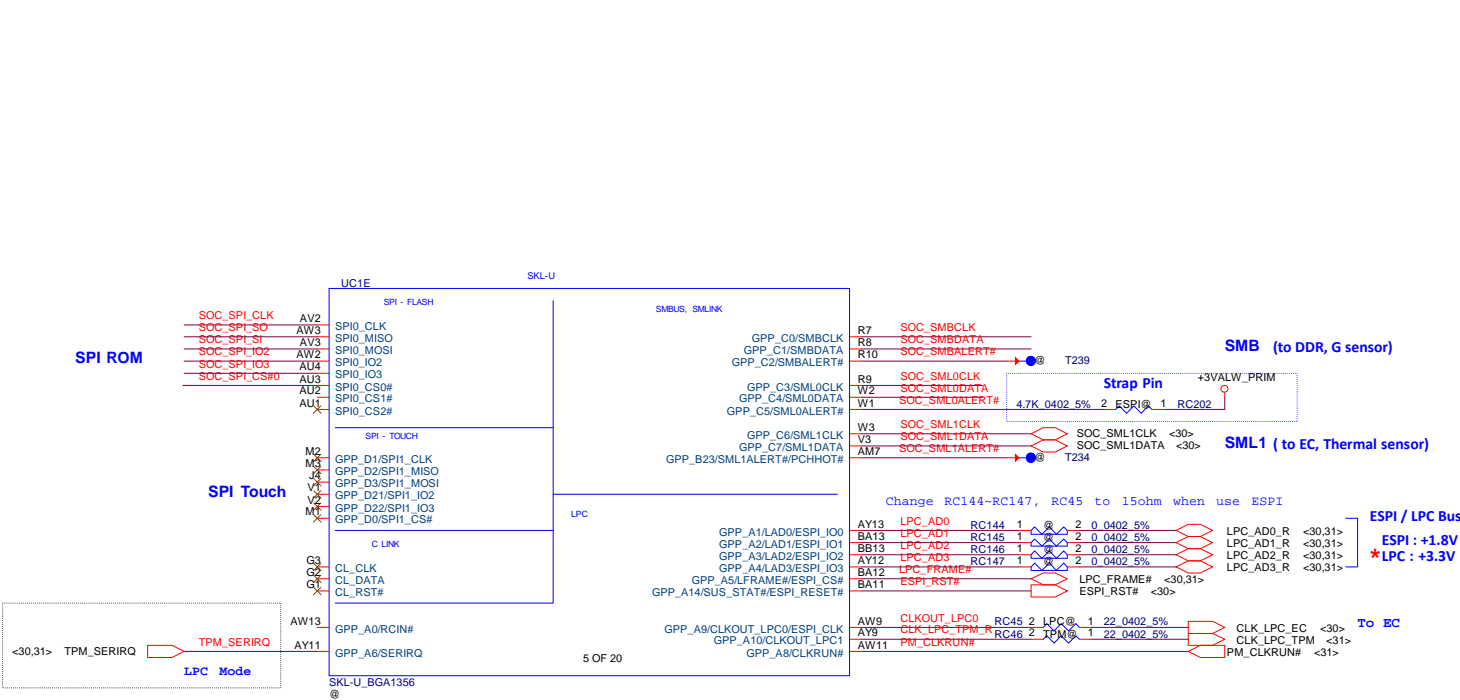 SKL-U
UC1E
SPI - FLASH
SMBUS, SMLINK
SPI ROM
SOC_SPI_CLK AV2 SPI0_CLK
SOC_SPI_SO AW3 SPI0_MISO
SOC_SPI_SI AV3 SPI0_MOSI
SOC_SPI_IO2 AW2 SPI0_IO2
SOC_SPI_IO3 AU4 SPI0_IO3
SOC_SPI_CS#0 AU3 SPI0_CS0#
AU2 SPI0_CS1#
AU1 SPI0_CS2#
GPP_C0/SMBCLK R7 SOC_SMBCLK
GPP_C1/SMBDATA R8 SOC_SMBDATA
GPP_C2/SMBALERT# R10 SOC_SMBALERT# @ T239
SMB (to DDR, G sensor)
GPP_C3/SML0CLK R9 SOC_SML0CLK
GPP_C4/SML0DATA W2 SOC_SML0DATA
GPP_C5/SML0ALERT# W1 SOC_SML0ALERT# 4.7K_0402_5% 2 ESPI@ 1 RC202
Strap Pin
+3VALW_PRIM
GPP_C6/SML1CLK W3 SOC_SML1CLK SOC_SML1CLK <30>
GPP_C7/SML1DATA V3 SOC_SML1DATA SOC_SML1DATA <30>
GPP_B23/SML1ALERT#/PCHHOT# AM7 SOC_SML1ALERT# @ T234
SML1 ( to EC, Thermal sensor)
SPI - TOUCH
SPI Touch
M2 GPP_D1/SPI1_CLK
M3 GPP_D2/SPI1_MISO
J4 GPP_D3/SPI1_MOSI
V1 GPP_D21/SPI1_IO2
V2 GPP_D22/SPI1_IO3
M1 GPP_D0/SPI1_CS#
LPC
Change RC144~RC147, RC45 to 15ohm when use ESPI
GPP_A1/LAD0/ESPI_IO0 AY13 LPC_AD0 RC144 1 @ 2 0_0402_5% LPC_AD0_R <30,31>
GPP_A2/LAD1/ESPI_IO1 BA13 LPC_AD1 RC145 1 @ 2 0_0402_5% LPC_AD1_R <30,31>
GPP_A3/LAD2/ESPI_IO2 BB13 LPC_AD2 RC146 1 @ 2 0_0402_5% LPC_AD2_R <30,31>
GPP_A4/LAD3/ESPI_IO3 AY12 LPC_AD3 RC147 1 @ 2 0_0402_5% LPC_AD3_R <30,31>
GPP_A5/LFRAME#/ESPI_CS# BA12 LPC_FRAME# LPC_FRAME# <30,31>
GPP_A14/SUS_STAT#/ESPI_RESET# BA11 ESPI_RST# ESPI_RST# <30>
ESPI / LPC Bus
ESPI : +1.8V
*LPC : +3.3V
C LINK
G3 CL_CLK
G2 CL_DATA
G1 CL_RST#
AW13 GPP_A0/RCIN#
<30,31> TPM_SERIRQ TPM_SERIRQ AY11 GPP_A6/SERIRQ
LPC Mode
GPP_A9/CLKOUT_LPC0/ESPI_CLK AW9 CLKOUT_LPC0 RC45 2 LPC@ 1 22_0402_5% CLK_LPC_EC <30> To EC
GPP_A10/CLKOUT_LPC1 AY9 CLK_LPC_TPM_R RC46 2 TPM@ 1 22_0402_5% CLK_LPC_TPM <31>
GPP_A8/CLKRUN# AW11 PM_CLKRUN# PM_CLKRUN# <31>
5 OF 20
SKL-U_BGA1356
@